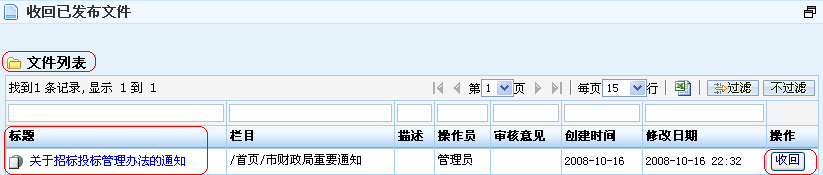 收回已发布文件
文件列表
找到1 条记录, 显示 1 到 1 第 1 页 每页 15 行 过滤 不过滤
标题 栏目 描述 操作员 审核意见 创建时间 修改日期 操作
关于招标投标管理办法的通知 /首页/市财政局重要通知 管理员 2008-10-16 2008-10-16 22:32 收回